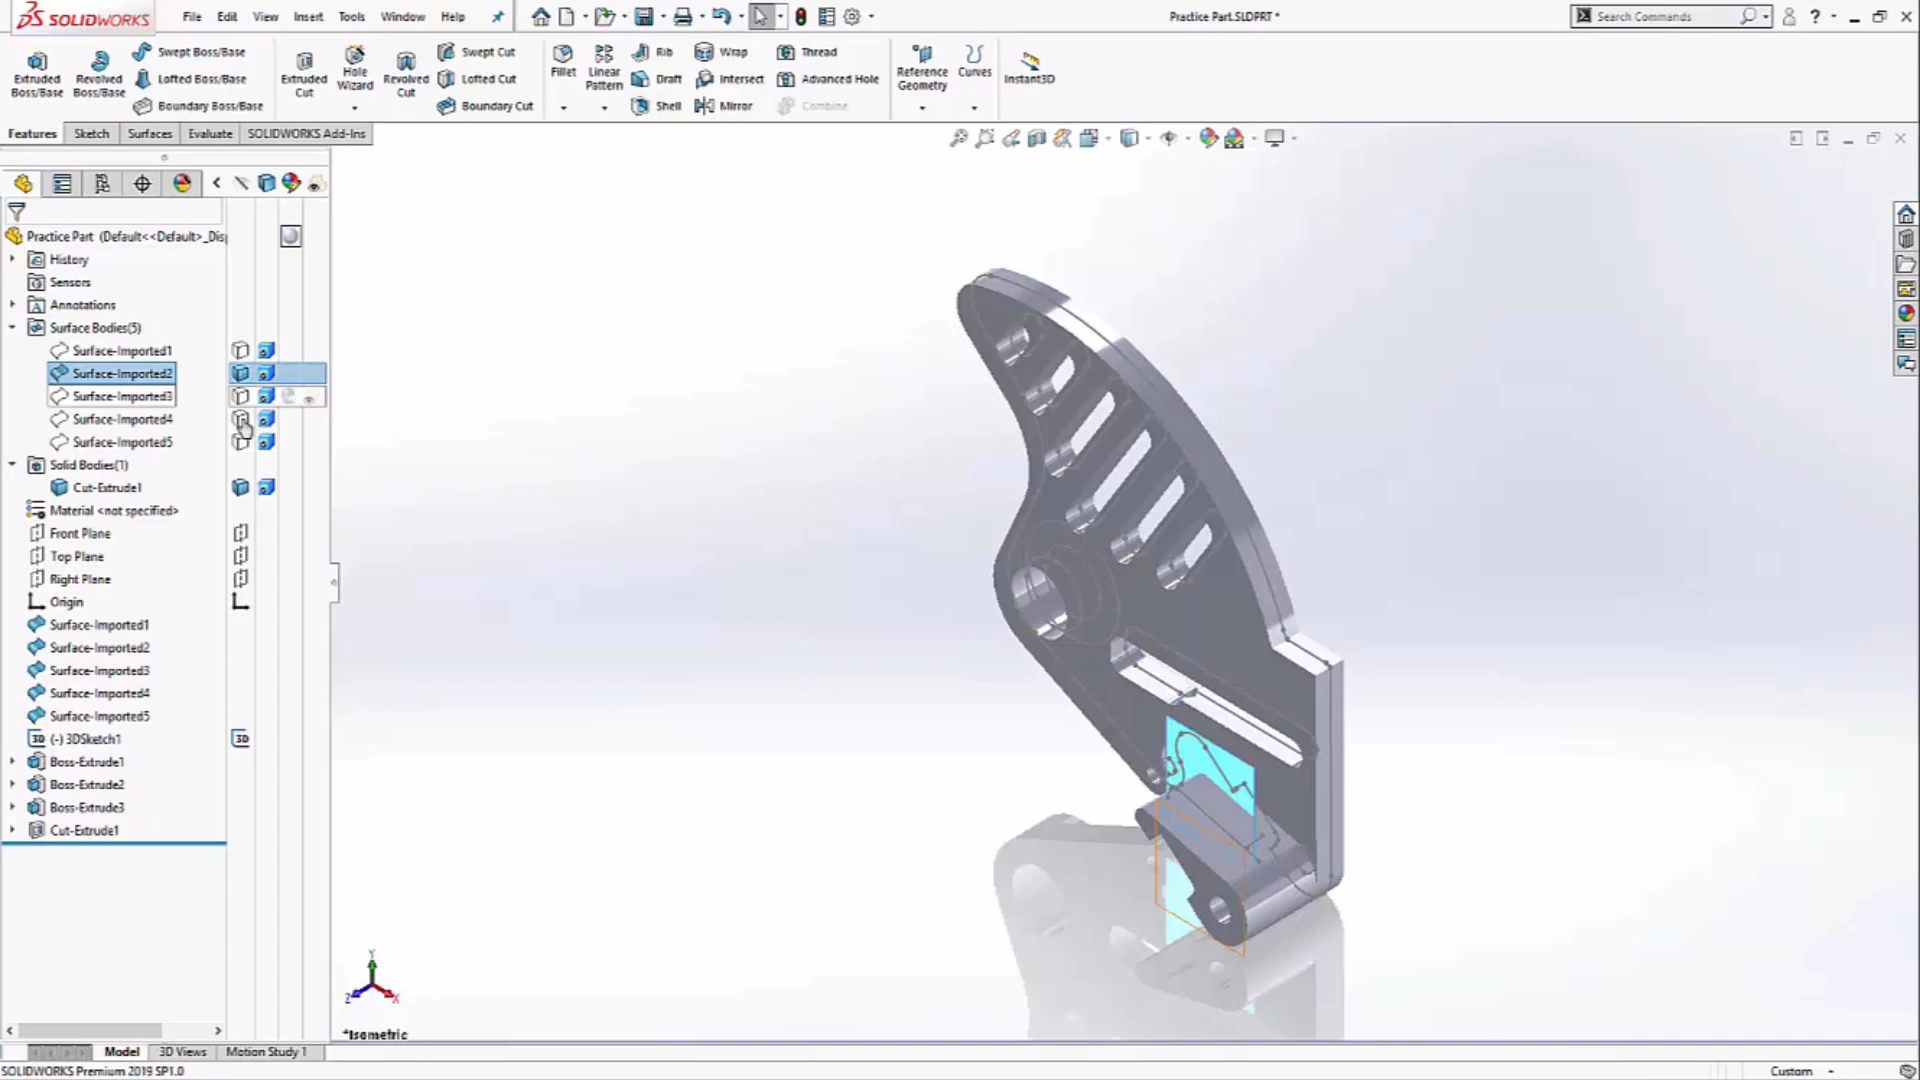 SOLIDWORKS File Edit View Insert Tools Window Help Practice Part.SLDPRT * Search Commands ?
Extruded Boss/Base
Revolved Boss/Base
Swept Boss/Base
Lofted Boss/Base
Boundary Boss/Base
Extruded Cut
Hole Wizard
Revolved Cut
Swept Cut
Lofted Cut
Boundary Cut
Fillet
Linear Pattern
Rib
Draft
Shell
Wrap
Intersect
Mirror
Thread
Advanced Hole
Combine
Reference Geometry
Curves
Instant3D
Features Sketch Surfaces Evaluate SOLIDWORKS Add-Ins
Practice Part (Default<<Default>_Dis
History
Sensors
Annotations
Surface Bodies(5)
Surface-Imported1
Surface-Imported2
Surface-Imported3
Surface-Imported4
Surface-Imported5
Solid Bodies(1)
Cut-Extrude1
Material <not specified>
Front Plane
Top Plane
Right Plane
Origin
Surface-Imported1
Surface-Imported2
Surface-Imported3
Surface-Imported4
Surface-Imported5
3D (-) 3DSketch1 3D
Boss-Extrude1
Boss-Extrude2
Boss-Extrude3
Cut-Extrude1
Y
Z X
*Isometric
Model 3D Views Motion Study 1
SOLIDWORKS Premium 2019 SP1.0 Custom